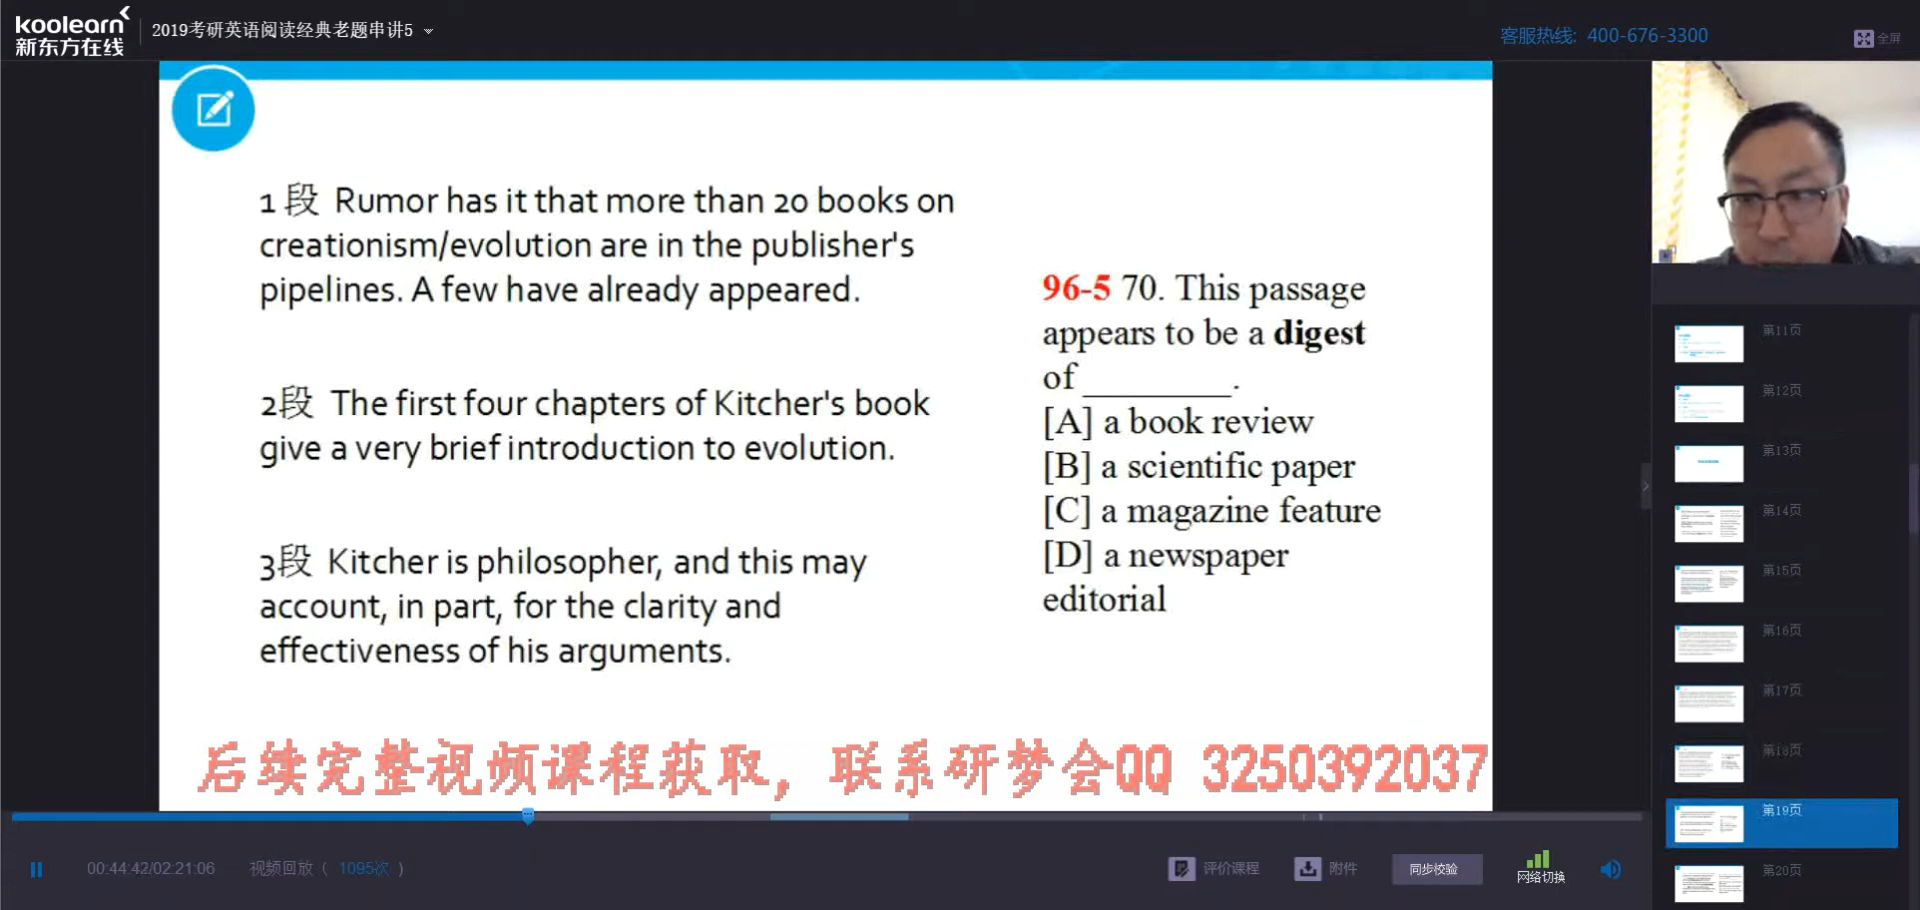 koolearn
新东方在线
2019考研英语阅读经典老题串讲5
客服热线: 400-676-3300
全屏
1 段 Rumor has it that more than 20 books on
creationism/evolution are in the publisher's
pipelines. A few have already appeared.
2段 The first four chapters of Kitcher's book
give a very brief introduction to evolution.
3段 Kitcher is philosopher, and this may
account, in part, for the clarity and
effectiveness of his arguments.
96-5 70. This passage
appears to be a digest
of ________.
[A] a book review
[B] a scientific paper
[C] a magazine feature
[D] a newspaper
editorial
后续完整视频课程获取，联系研梦会QQ 3250392037
第11页
第12页
第13页
第14页
第15页
第16页
第17页
第18页
第19页
第20页
00:44:42/02:21:06
视频回放（ 1095次 ）
评价课程
附件
同步校验
网络切换